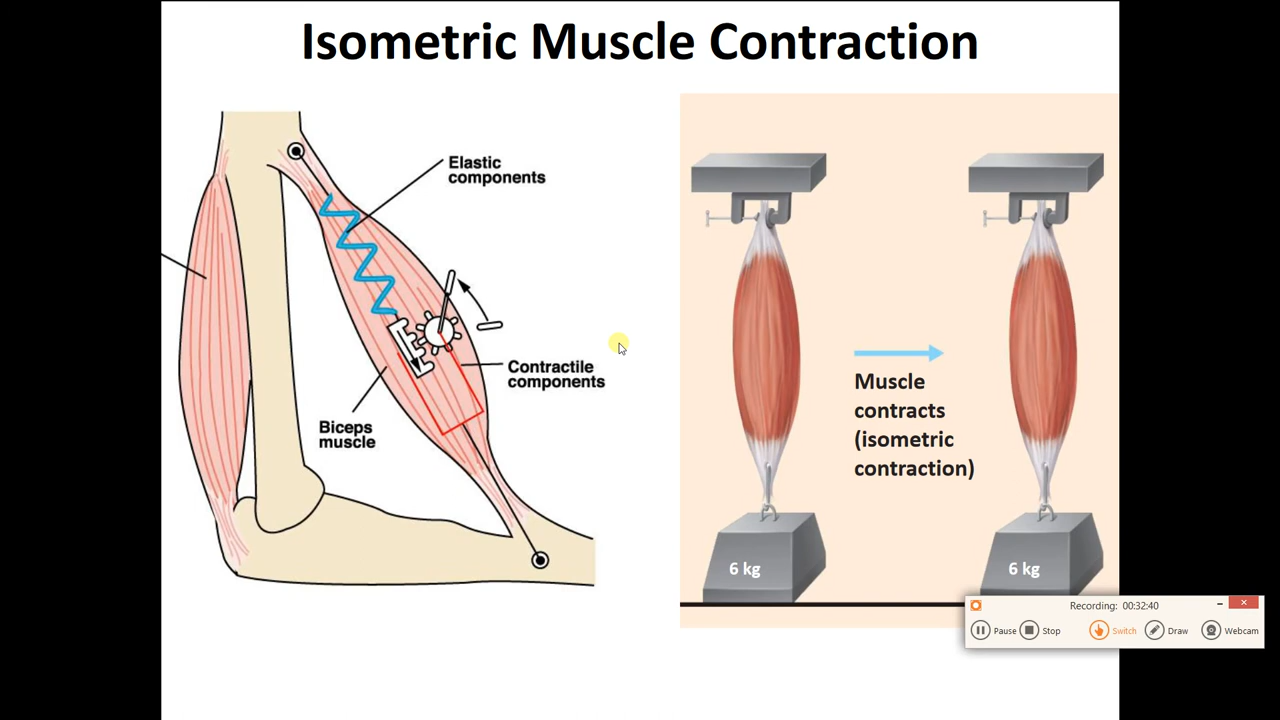 Isometric Muscle Contraction
Elastic
components
Contractile
components
Biceps
muscle
Muscle
contracts
(isometric
contraction)
6 kg
6 kg
Recording: 00:32:40
Pause
Stop
Switch
Draw
Webcam